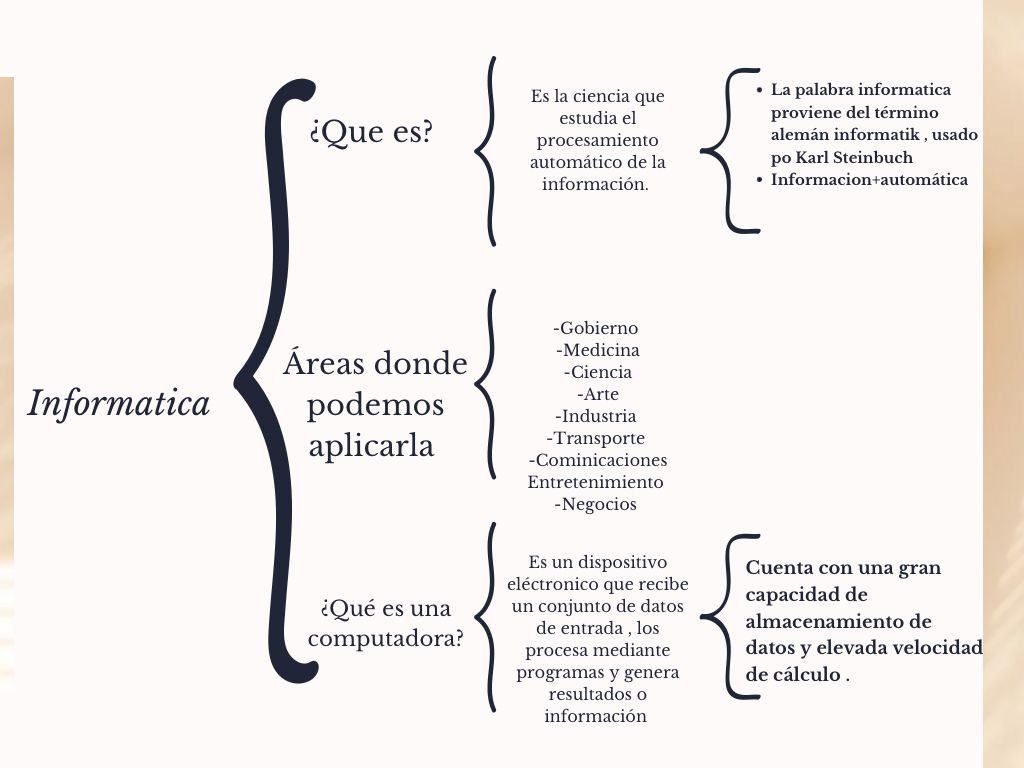 Informatica
¿Que es?
Es la ciencia que
estudia el
procesamiento
automático de la
información.
• La palabra informatica
proviene del término
alemán informatik , usado
po Karl Steinbuch
• Informacion+automática
Áreas donde
podemos
aplicarla
-Gobierno
-Medicina
-Ciencia
-Arte
-Industria
-Transporte
-Cominicaciones
Entretenimiento
-Negocios
¿Qué es una
computadora?
Es un dispositivo
eléctronico que recibe
un conjunto de datos
de entrada , los
procesa mediante
programas y genera
resultados o
información
Cuenta con una gran
capacidad de
almacenamiento de
datos y elevada velocidad
de cálculo .